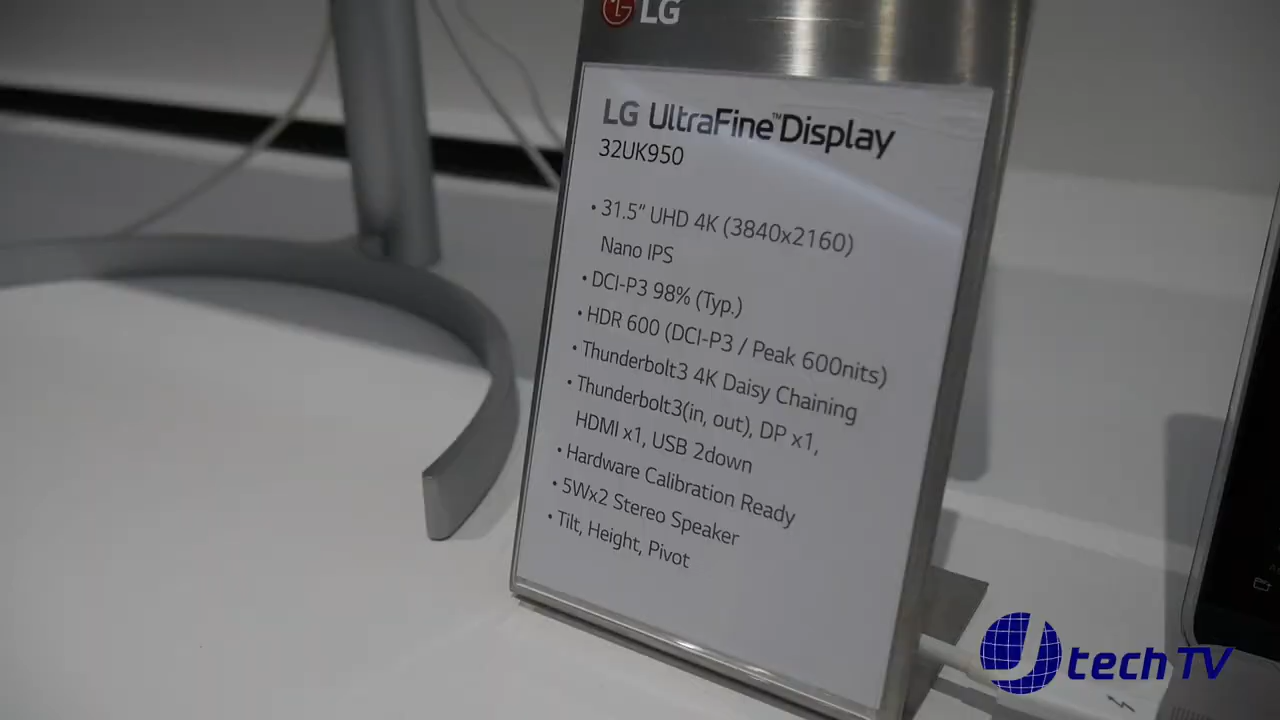 LG
LG UltraFine™Display
32UK950
• 31.5" UHD 4K (3840x2160)
Nano IPS
• DCI-P3 98% (Typ.)
• HDR 600 (DCI-P3 / Peak 600nits)
• Thunderbolt3 4K Daisy Chaining
• Thunderbolt3(in, out), DP x1,
HDMI x1, USB 2down
• Hardware Calibration Ready
• 5Wx2 Stereo Speaker
• Tilt, Height, Pivot
J tech TV